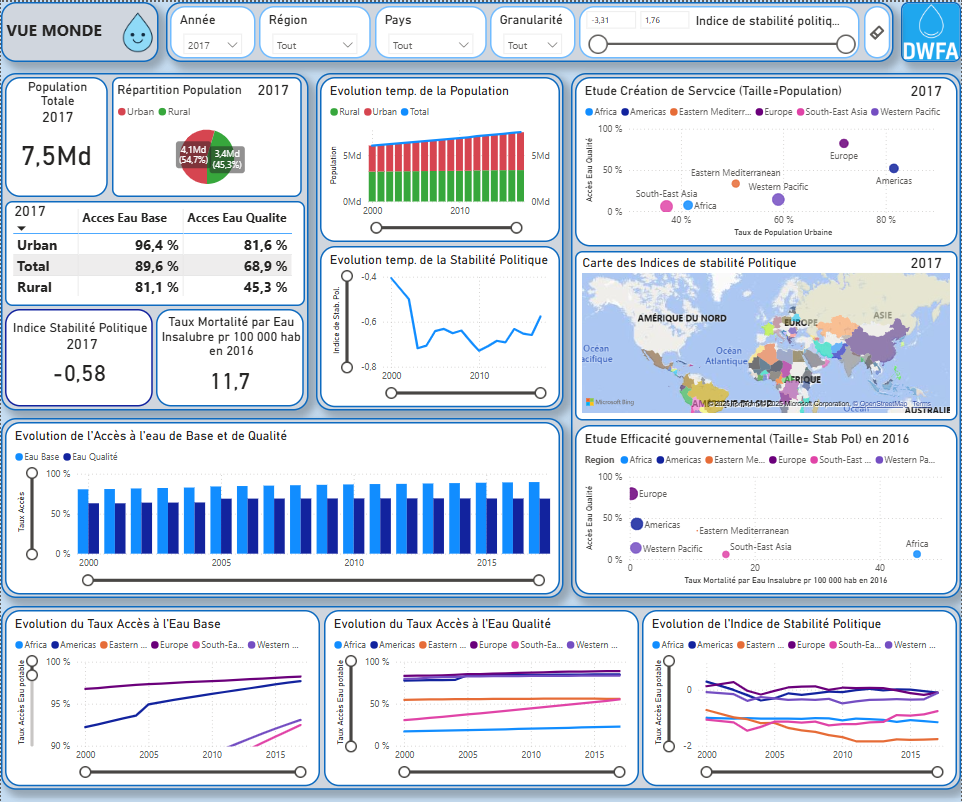 VUE MONDE
Année
2017
Région
Tout
Pays
Tout
Granularité
Tout
-3,31
1,76
Indice de stabilité politiq...
DWFA
Population
Totale
2017
7,5Md
Répartition Population 2017
Urban Rural
4,1Md
(54,7%)
3,4Md
(45,3%)
2017 Acces Eau Base Acces Eau Qualite
Urban 96,4 % 81,6 %
Total 89,6 % 68,9 %
Rural 81,1 % 45,3 %
Indice Stabilité Politique
2017
-0,58
Taux Mortalité par Eau
Insalubre pr 100 000 hab
en 2016
11,7
Evolution temp. de la Population
Rural Urban Total
Population
5Md
0Md
5Md
0Md
2000 2010
Evolution temp. de la Stabilité Politique
Indice de Stab. Pol.
-0.4
-0.6
-0.8
2000 2010
Etude Création de Servcice (Taille=Population) 2017
Africa Americas Eastern Mediterr... Europe South-East Asia Western Pacific
Accès Eau Qualité
100 %
50 %
0 %
Europe
Americas
Eastern Mediterranean
Western Pacific
South-East Asia
Africa
40 % 60 % 80 %
Taux de Population Urbaine
Carte des Indices de stabilité Politique 2017
AMÉRIQUE DU NORD
EUROPE
ASIE
Océan
acifique
Océan
Atlantique
AFRIQUE
Microsoft Bing
Microsoft Corporation, © OpenStreetMap Terms
AUSTRALIE
Evolution de l'Accès à l'eau de Base et de Qualité
Eau Base Eau Qualité
Taux Accès
100 %
50 %
0 %
2000 2005 2010 2015
Etude Efficacité gouvernemental (Taille= Stab Pol) en 2016
Region Africa Americas Eastern Me... Europe South-East ... Western Pa...
Accès Eau Qualité
100 %
50 %
0 %
Europe
Americas
Eastern Mediterranean
Western Pacific
South-East Asia
Africa
0 20 40
Taux Mortalité par Eau Insalubre pr 100 000 hab en 2016
Evolution du Taux Accès à l'Eau Base
Africa Americas Eastern ... Europe South-Ea... Western ...
Taux Accès Eau potable
100 %
95 %
90 %
2000 2005 2010 2015
Evolution du Taux Accès à l'Eau Qualité
Africa Americas Eastern ... Europe South-Ea... Western ...
Taux Accès Eau potable
100 %
50 %
0 %
2000 2005 2010 2015
Evolution de l'Indice de Stabilité Politique
Africa Americas Eastern ... Europe South-Ea... Western ...
Taux Accès Eau potable
0
-2
2000 2005 2010 2015